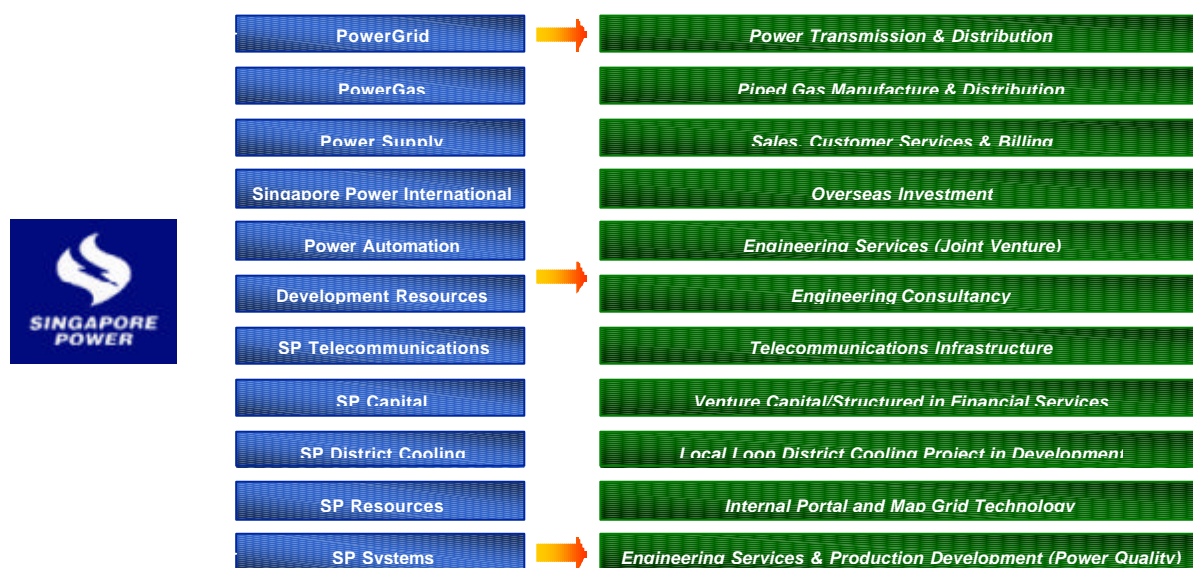 PowerGrid
Power Transmission & Distribution
PowerGas
Piped Gas Manufacture & Distribution
Power Supply
Sales, Customer Services & Billing
Singapore Power International
Overseas Investment
Power Automation
Engineering Services (Joint Venture)
Development Resources
Engineering Consultancy
SINGAPORE
POWER
SP Telecommunications
Telecommunications Infrastructure
SP Capital
Venture Capital/Structured in Financial Services
SP District Cooling
Local Loop District Cooling Project in Development
SP Resources
Internal Portal and Map Grid Technology
SP Systems
Engineering Services & Production Development (Power Quality)